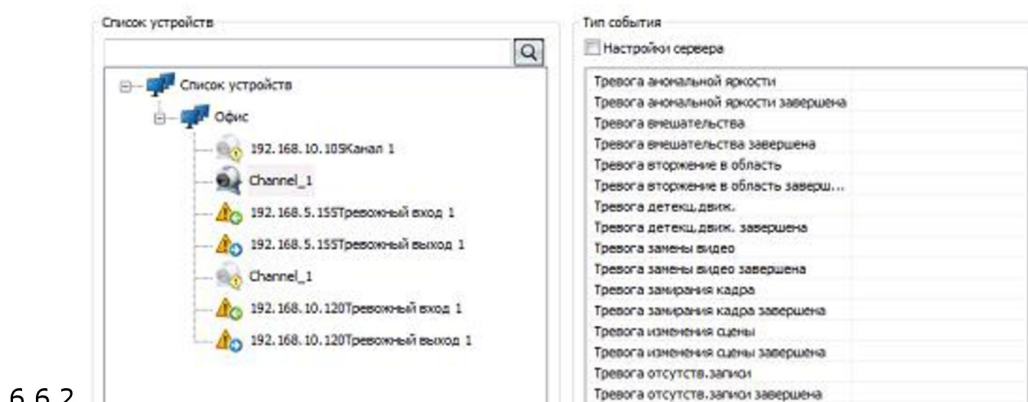 Список устройств
Список устройств
Офис
192.168.10.105Канал 1
Channel_1
192.168.5.155Тревожный вход 1
192.168.5.155Тревожный выход 1
Channel_1
192.168.10.120Тревожный вход 1
192.168.10.120Тревожный выход 1
Тип события
Настройки сервера
Тревога аномальной яркости
Тревога аномальной яркости завершена
Тревога вмешательства
Тревога вмешательства завершена
Тревога вторжение в область
Тревога вторжение в область заверш...
Тревога детекц.движ.
Тревога детекц.движ. завершена
Тревога замены видео
Тревога замены видео завершена
Тревога замирания кадра
Тревога замирания кадра завершена
Тревога изменения сцены
Тревога изменения сцены завершена
Тревога отсутств.записи
Тревога отсутств.записи завершена
6.6.2